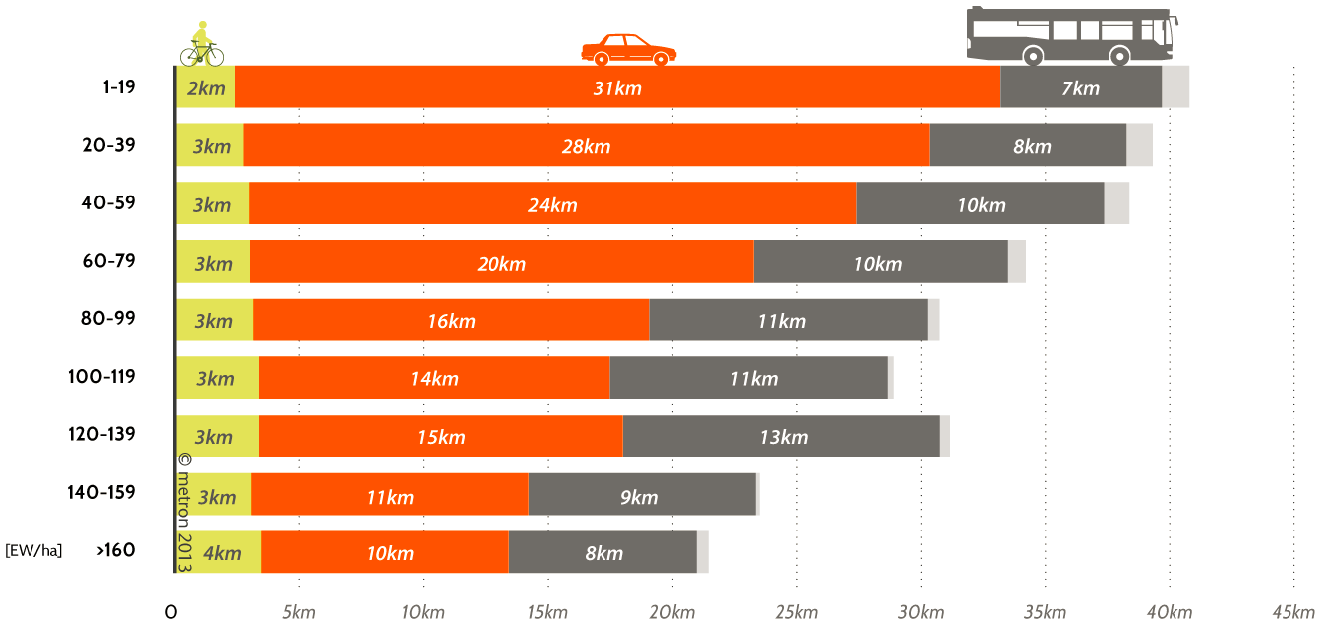 1-19 2km 31km 7km
20-39 3km 28km 8km
40-59 3km 24km 10km
60-79 3km 20km 10km
80-99 3km 16km 11km
100-119 3km 14km 11km
120-139 3km 15km 13km
140-159 3km 11km 9km
[EW/ha] >160 4km 10km 8km
© metron 2013
0 5km 10km 15km 20km 25km 30km 35km 40km 45km